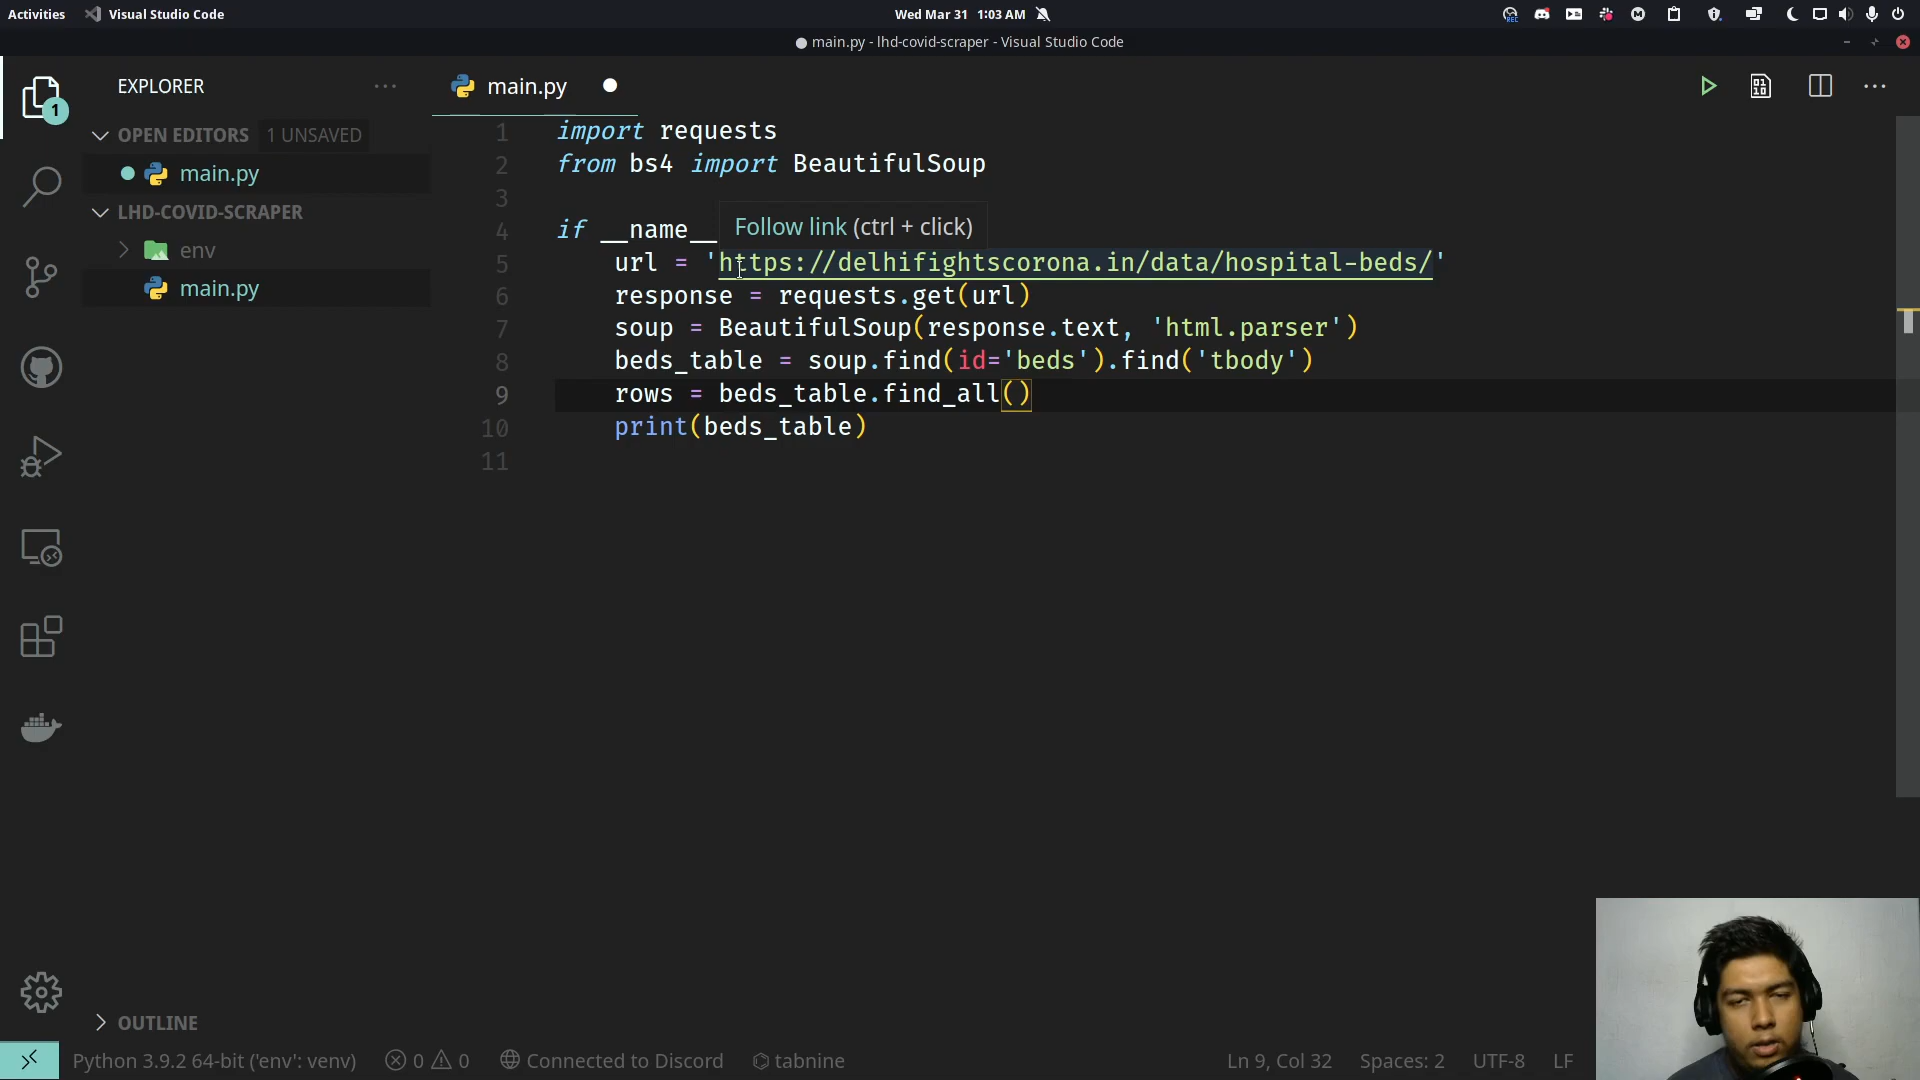 Activities Visual Studio Code Wed Mar 31 1:03 AM
main.py - lhd-covid-scraper - Visual Studio Code
EXPLORER
main.py
OPEN EDITORS 1 UNSAVED
main.py
LHD-COVID-SCRAPER
env
main.py
1 import requests
2 from bs4 import BeautifulSoup
3
4 if __name__
Follow link (ctrl + click)
5 url = 'https://delhifightscorona.in/data/hospital-beds/'
6 response = requests.get(url)
7 soup = BeautifulSoup(response.text, 'html.parser')
8 beds_table = soup.find(id='beds').find('tbody')
9 rows = beds_table.find_all()
10 print(beds_table)
11
1
OUTLINE
Python 3.9.2 64-bit ('env': venv) 0 0 Connected to Discord tabnine Ln 9, Col 32 Spaces: 2 UTF-8 LF